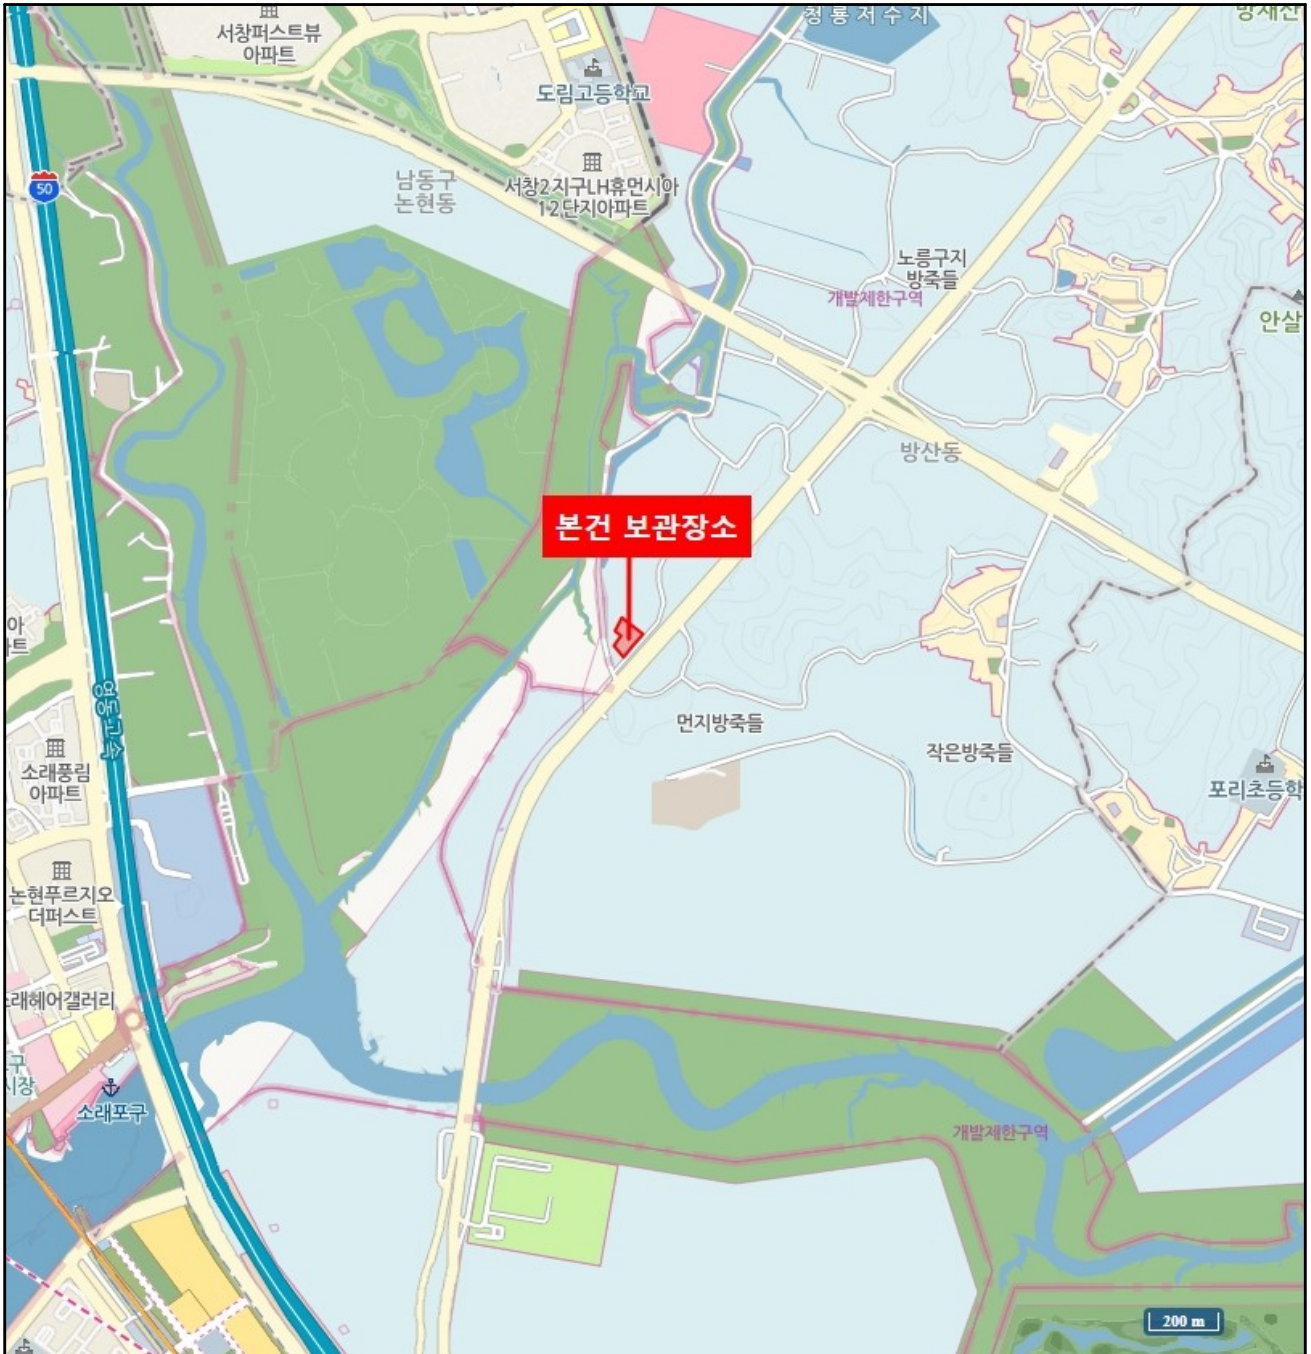 청룡저수지
서창퍼스트뷰
아파트
도림고등학교
50
남동구
논현동
서창2지구LH휴먼시아
12단지아파트
노릉구지
방죽들
개발제한구역
안살
방산동
본건 보관장소
영동고속
먼지방죽들
작은방죽들
소래풍림
아파트
포리초등학
논현푸르지오
더퍼스트
래헤어갤러리
구
시장
소래포구
개발제한구역
200 m